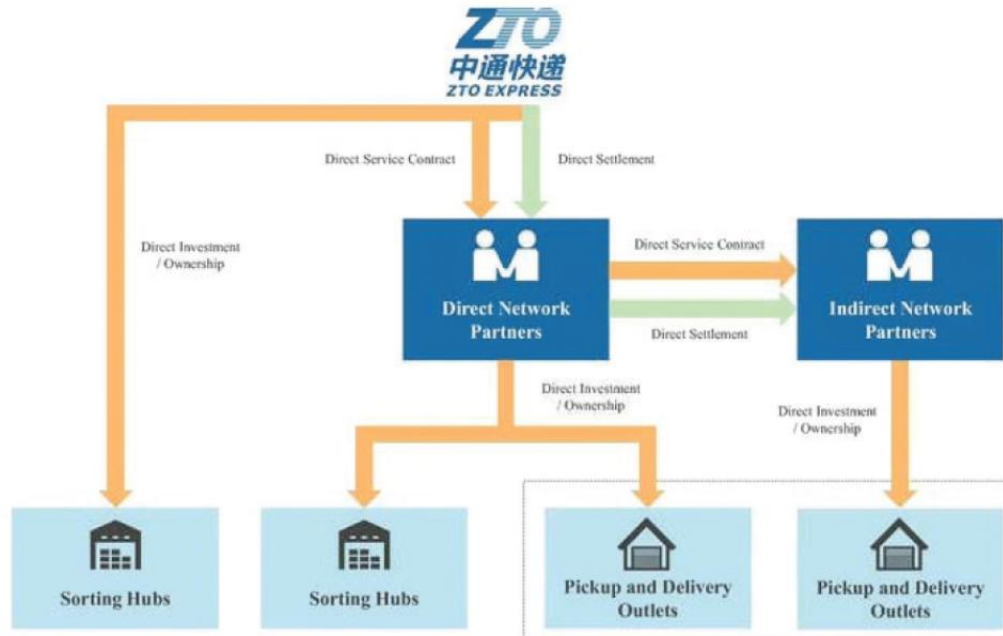 ZTO
中通快递
ZTO EXPRESS
Direct Service Contract
Direct Settlement
Direct Investment
/ Ownership
Direct Service Contract
Direct Network
Partners
Indirect Network
Partners
Direct Settlement
Direct Investment
/ Ownership
Direct Investment
/ Ownership
Sorting Hubs
Sorting Hubs
Pickup and Delivery
Outlets
Pickup and Delivery
Outlets